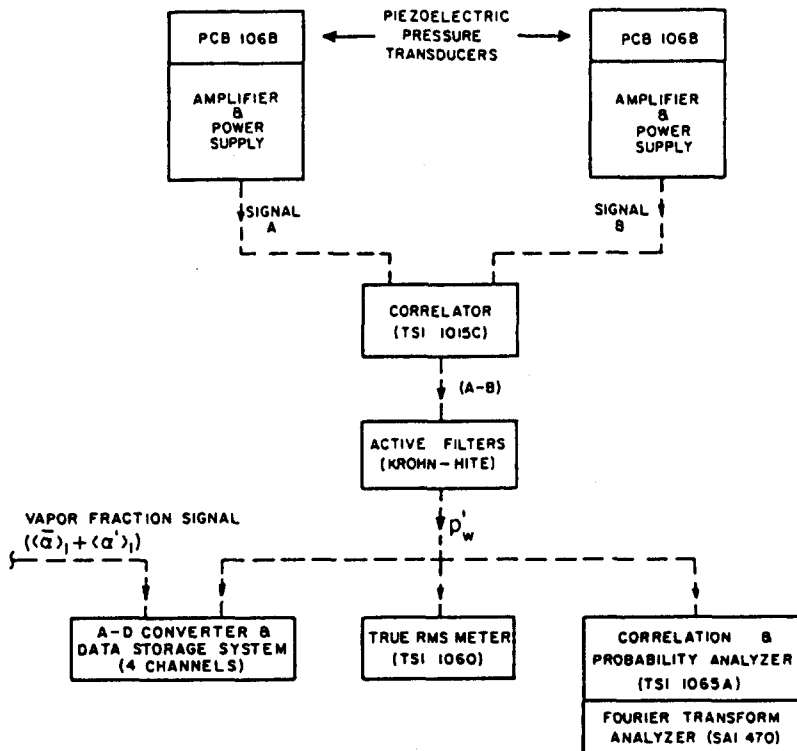 PIEZOELECTRIC
PRESSURE
TRANSDUCERS
PCB 106B
AMPLIFIER
&
POWER
SUPPLY
PCB 106B
AMPLIFIER
&
POWER
SUPPLY
SIGNAL
A
SIGNAL
B
CORRELATOR
(TSI 1015C)
(A-B)
ACTIVE FILTERS
(KROHN-HITE)
p'w
VAPOR FRACTION SIGNAL
(⟨ᾱ⟩₁ + ⟨α'⟩₁)
A-D CONVERTER &
DATA STORAGE SYSTEM
(4 CHANNELS)
TRUE RMS METER
(TSI 1060)
CORRELATION &
PROBABILITY ANALYZER
(TSI 1065A)
FOURIER TRANSFORM
ANALYZER (SAI 470)